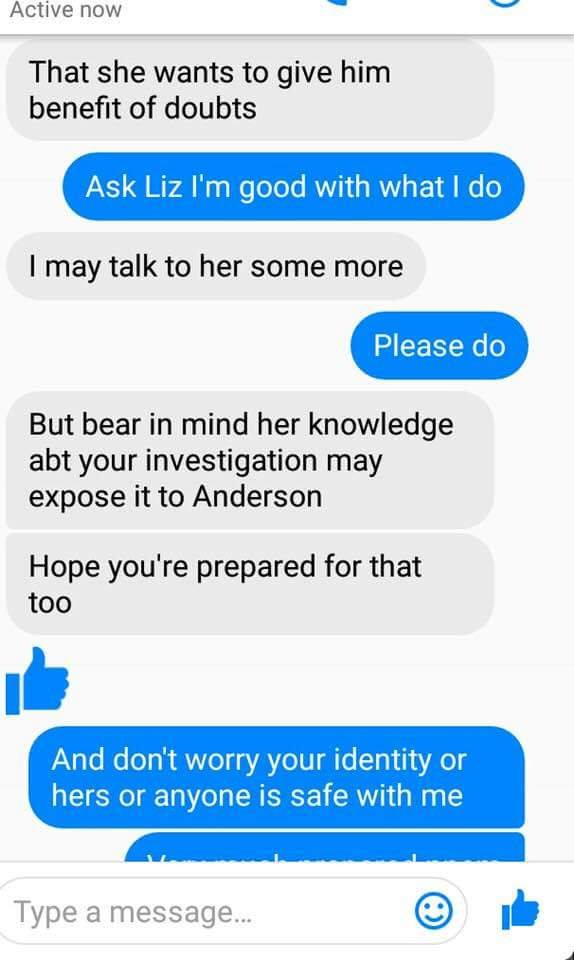 Active now
That she wants to give him
benefit of doubts
Ask Liz I'm good with what I do
I may talk to her some more
Please do
But bear in mind her knowledge
abt your investigation may
expose it to Anderson
Hope you're prepared for that
too
And don't worry your identity or
hers or anyone is safe with me
Very much prepared
Type a message...